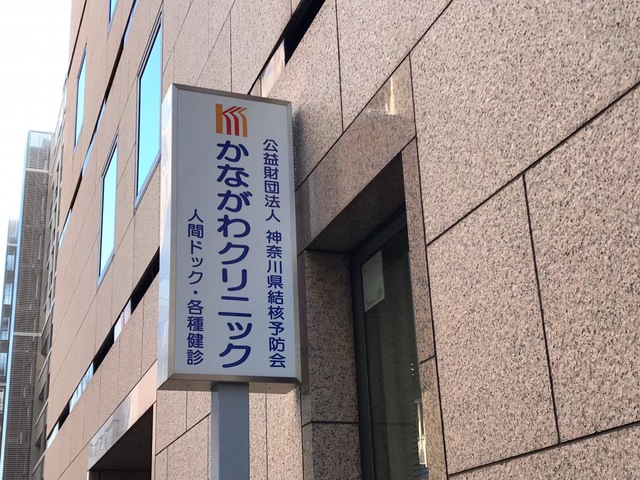 公益財団法人 神奈川県結核予防会
かながわクリニック
人間ドック・各種健診